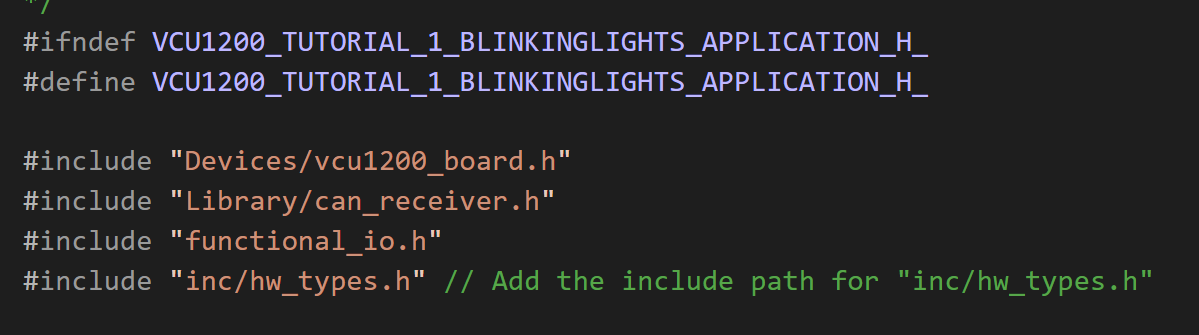 */
#ifndef VCU1200_TUTORIAL_1_BLINKINGLIGHTS_APPLICATION_H_
#define VCU1200_TUTORIAL_1_BLINKINGLIGHTS_APPLICATION_H_
#include "Devices/vcu1200_board.h"
#include "Library/can_receiver.h"
#include "functional_io.h"
#include "inc/hw_types.h" // Add the include path for "inc/hw_types.h"